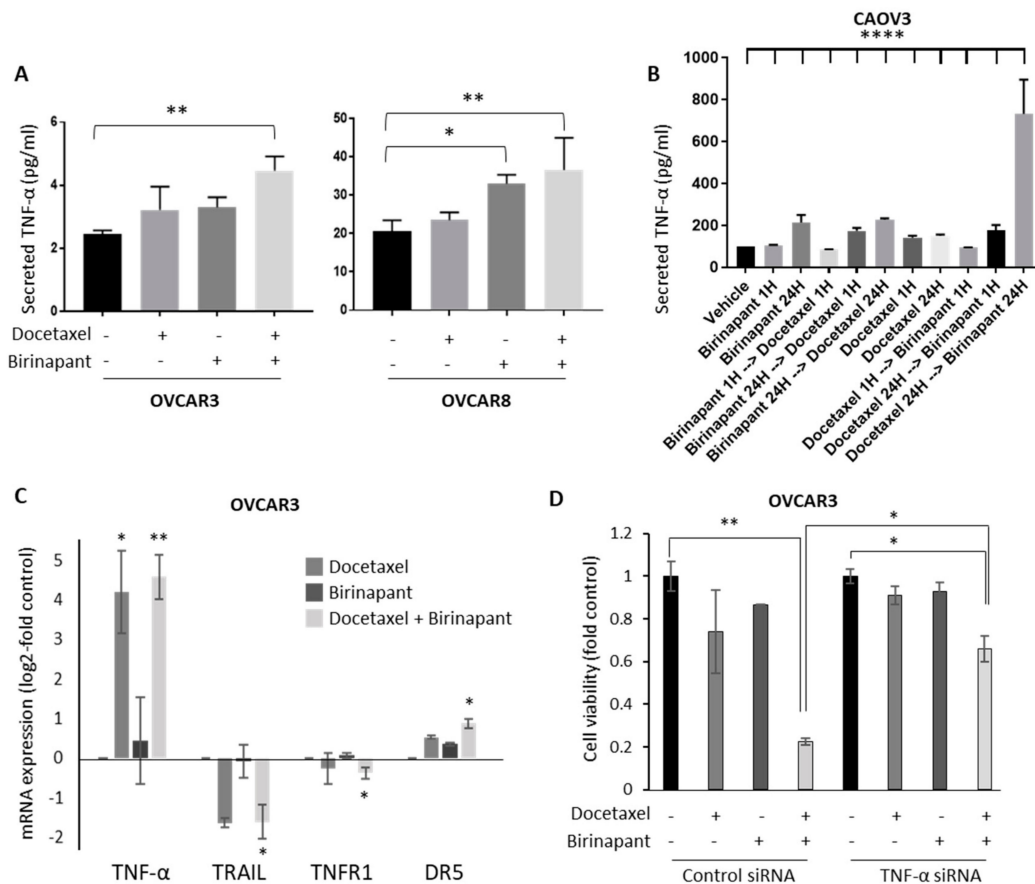 A
**
Secreted TNF-α (pg/ml)
6
4
2
0
Docetaxel - + - +
Birinapant - - + +
OVCAR3
**
*
50
40
30
20
10
0
- + - +
- - + +
OVCAR8
B
CAOV3
****
Secreted TNF-α (pg/ml)
1000
800
600
400
200
0
Vehicle
Birinapant 1H
Birinapant 24H
Birinapant 1H --> Docetaxel 1H
Birinapant 24H --> Docetaxel 1H
Birinapant 24H --> Docetaxel 24H
Docetaxel 1H
Docetaxel 24H
Docetaxel 1H --> Birinapant 1H
Docetaxel 24H --> Birinapant 1H
Docetaxel 24H --> Birinapant 24H
C
OVCAR3
mRNA expression (log2-fold control)
5
4
3
2
1
0
-1
-2
* **
*
*
*
Docetaxel
Birinapant
Docetaxel + Birinapant
TNF-α TRAIL TNFR1 DR5
D
OVCAR3
**
*
*
Cell viability (fold control)
1.2
1
0.8
0.6
0.4
0.2
0
Docetaxel - + - + - + - +
Birinapant - - + + - - + +
Control siRNA TNF-α siRNA